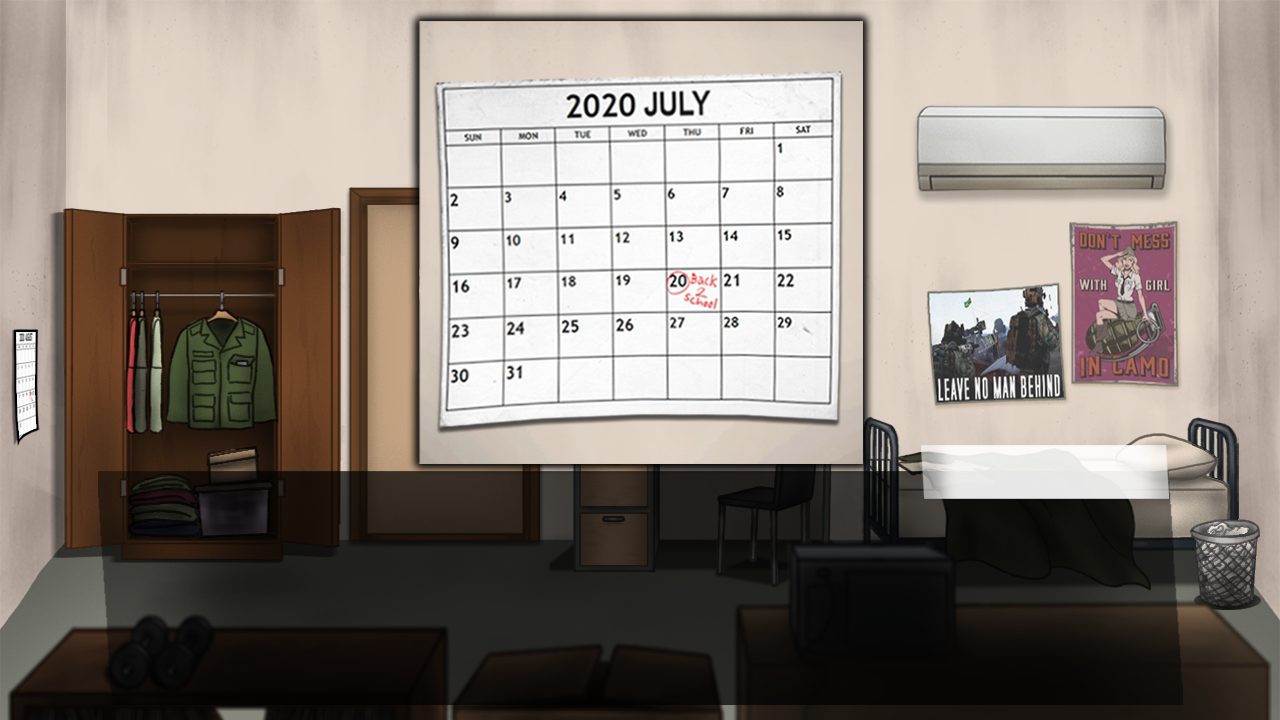 2020 JULY
SUN MON TUE WED THU FRI SAT
1
2 3 4 5 6 7 8
9 10 11 12 13 14 15
16 17 18 19 20 Back 2 School 21 22
23 24 25 26 27 28 29
30 31
DON'T MESS
WITH GIRL
IN CAMO
LEAVE NO MAN BEHIND